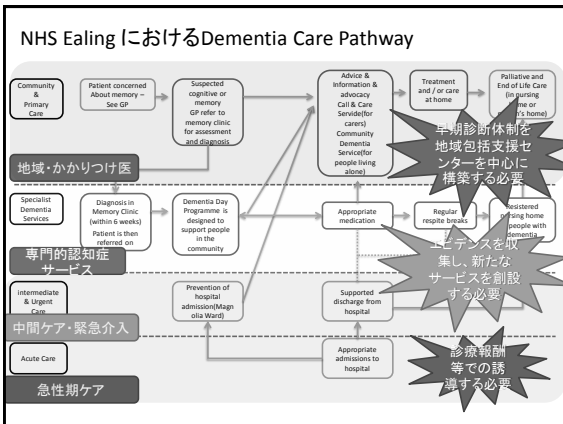 NHS Ealing におけるDementia Care Pathway
Community
&
Primary
Care
Patient concerned
About memory –
See GP
Suspected
cognitive or
memory
GP refer to
memory clinic
for assessment
and diagnosis
Advice &
Information &
advocacy
Call & Care
Servide(for
carers)
Community
Dementia
Service(for
people living
alone)
Treatment
and / or care at
home
Palliative and
End of Life Care
(in nursing
home or
home)
早期診断体制を
地域包括支援セ
ンターを中心に
構築する必要
地域・かかりつけ医
Specialist
Dementia
Services
Diagnosis in
Memory Clinic
(within 6 weeks)
Patient is then
referred on
Dementia Day
Programme is
designed to
support people in
the community
Appropriate
medication
Regular
respite breaks
Resistered
nursing home
people with
dementia
専門的認知症
サービス
エビデンスを収
集し、新たな
サービスを創設
する必要
intermediate
& Urgent Care
Prevention of
hospital
admission(Magn
olia Ward)
Supported
discharge from
hospital
中間ケア・緊急介入
Acute Care
Appropriate
admissions to
hospital
診療報酬
等での誘
導する必要
急性期ケア